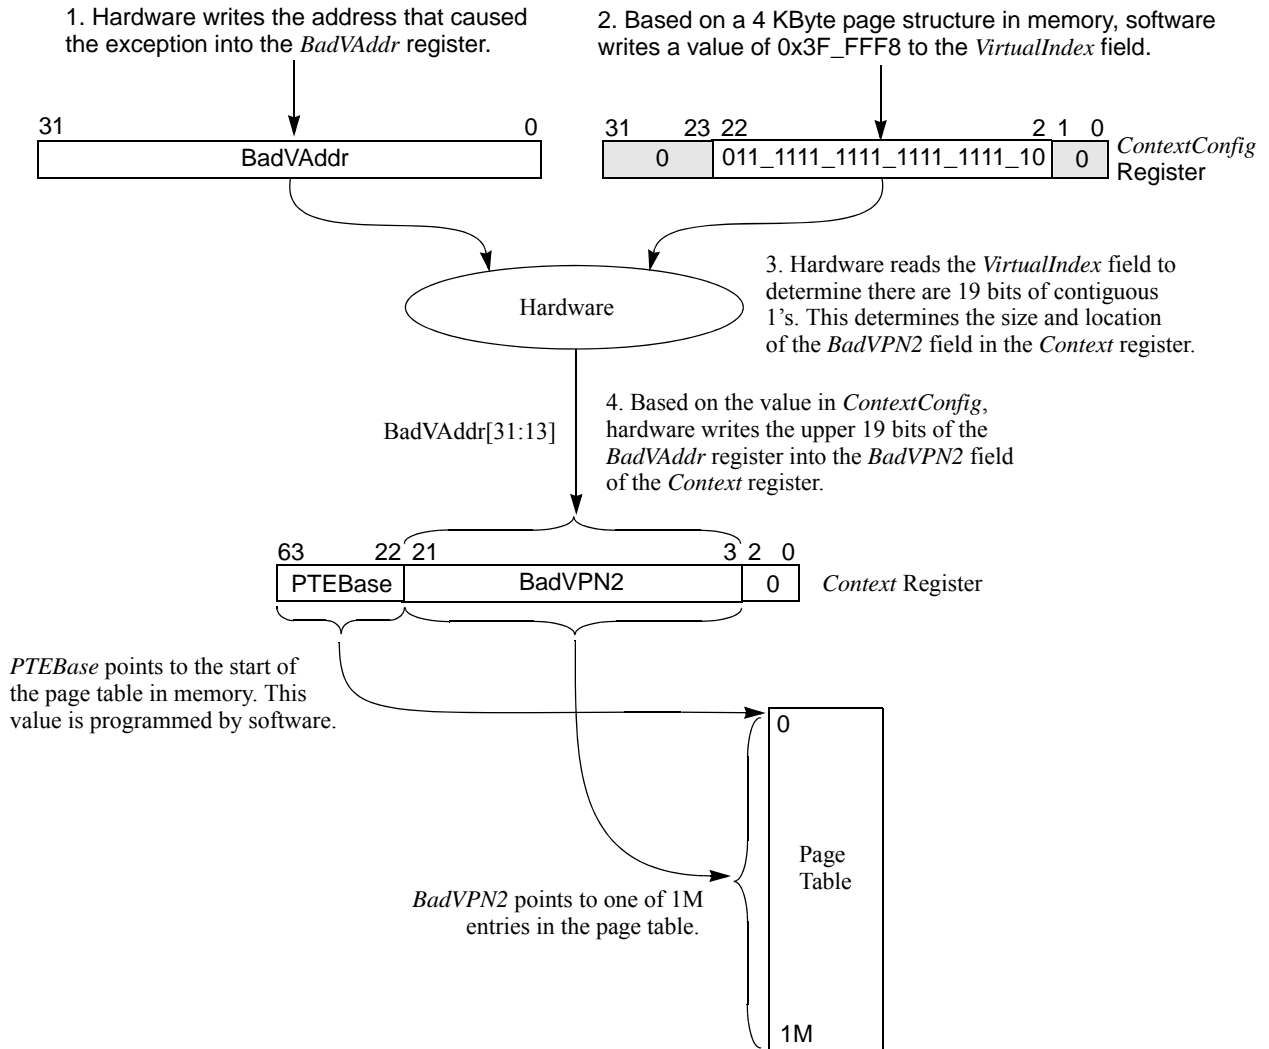 1. Hardware writes the address that caused
the exception into the BadVAddr register.
2. Based on a 4 KByte page structure in memory, software
writes a value of 0x3F_FFF8 to the VirtualIndex field.
31 0
BadVAddr
31 23 22 2 1 0
0 011_1111_1111_1111_1111_10 0
ContextConfig
Register
Hardware
3. Hardware reads the VirtualIndex field to
determine there are 19 bits of contiguous
1's. This determines the size and location
of the BadVPN2 field in the Context register.
BadVAddr[31:13]
4. Based on the value in ContextConfig,
hardware writes the upper 19 bits of the
BadVAddr register into the BadVPN2 field
of the Context register.
63 22 21 3 2 0
PTEBase BadVPN2 0
Context Register
PTEBase points to the start of
the page table in memory. This
value is programmed by software.
0
Page
Table
BadVPN2 points to one of 1M
entries in the page table.
1M